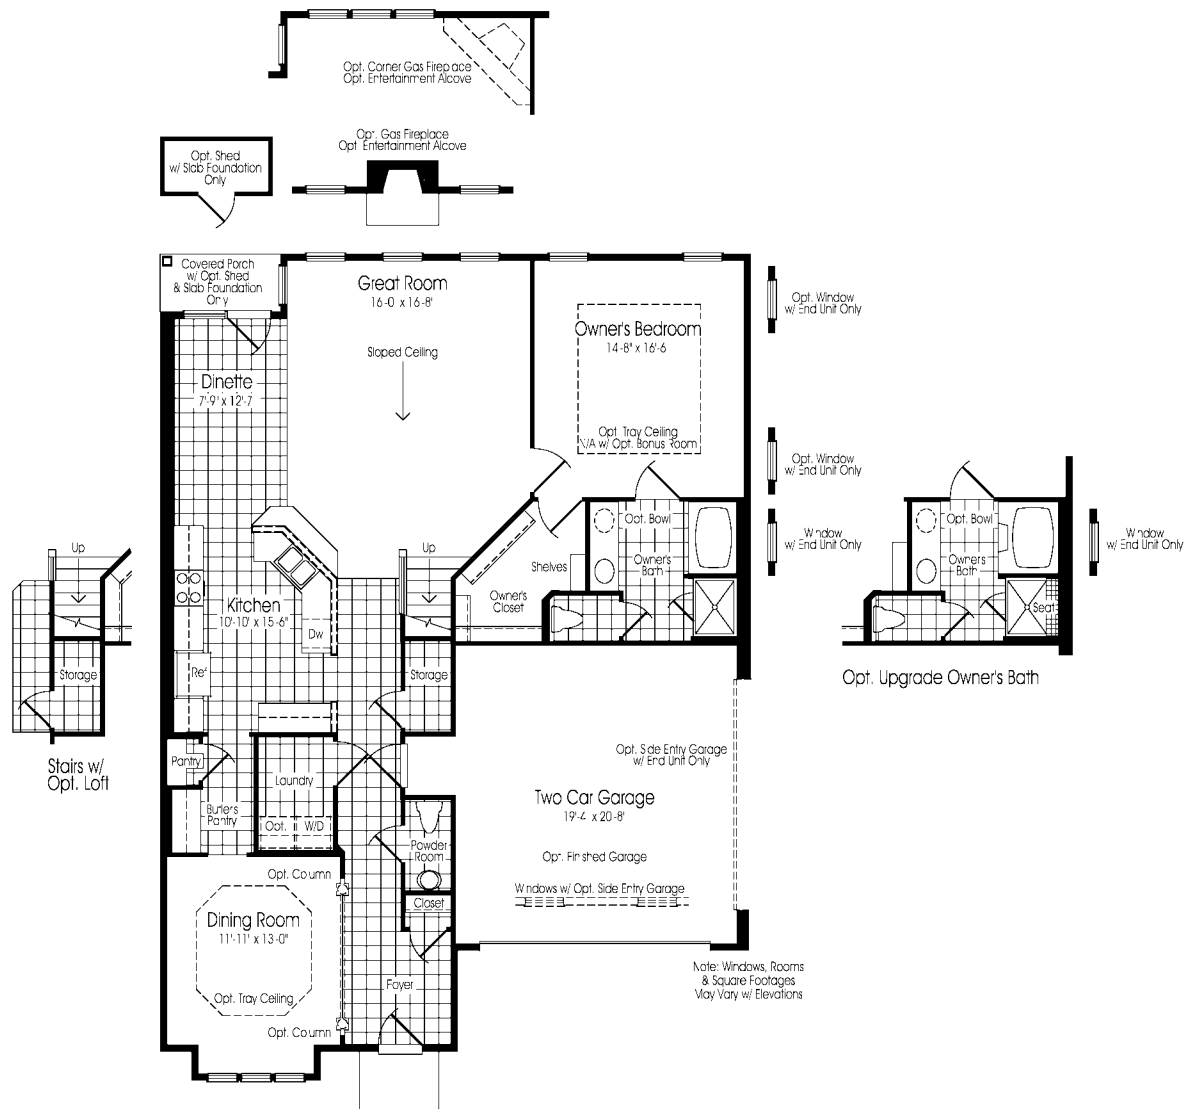 Opt. Corner Gas Fireplace
Opt. Entertainment Alcove
Opt. Gas Fireplace
Opt. Entertainment Alcove
Opt. Shed
w/ Slab Foundation
Only
Covered Porch
w/ Opt. Shed
& Slab Foundation
Only
Great Room
16'-0 x 16'-8'
Sloped Ceiling
Owner's Bedroom
14'-8" x 16'-6
Opt. Tray Ceiling
N/A w/ Opt. Bonus Room
Opt. Window
w/ End Unit Only
Dinette
7'-9' x 12'-7
Opt. Window
w/ End Unit Only
Window
w/ End Unit Only
Opt. Bowl
Owner's
Bath
Shelves
Owner's
Closet
Up
Kitchen
10'-10' x 15'-6"
Dw
Ref
Storage
Up
Storage
Stairs w/
Opt. Loft
Opt. Bowl
Owner's
Bath
Seat
Window
w/ End Unit Only
Opt. Upgrade Owner's Bath
Pantry
Laundry
Opt. W/D
Butler's
Pantry
Opt. Side Entry Garage
w/ End Unit Only
Two Car Garage
19'-4 x 20'-8'
Opt. Finished Garage
Windows w/ Opt. Side Entry Garage
Powder
Room
Closet
Opt. Column
Dining Room
11'-11' x 13'-0"
Opt. Tray Ceiling
Opt. Column
Foyer
Note: Windows, Rooms
& Square Footages
May Vary w/ Elevations